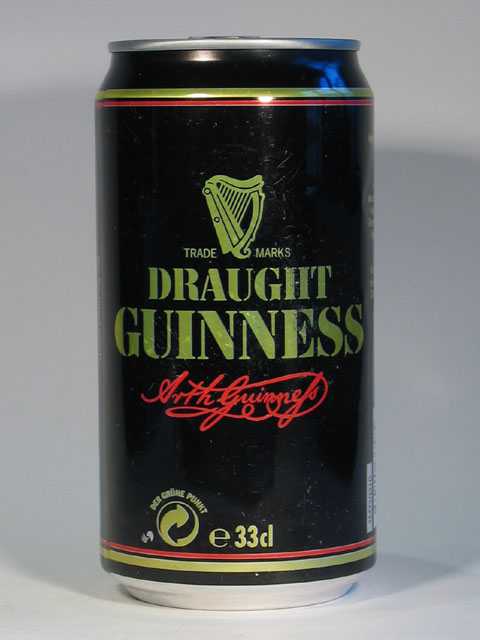 TRADE MARKS
DRAUGHT
GUINNESS
Arth Guinness
DER GRÜNE PUNKT
e 33cl